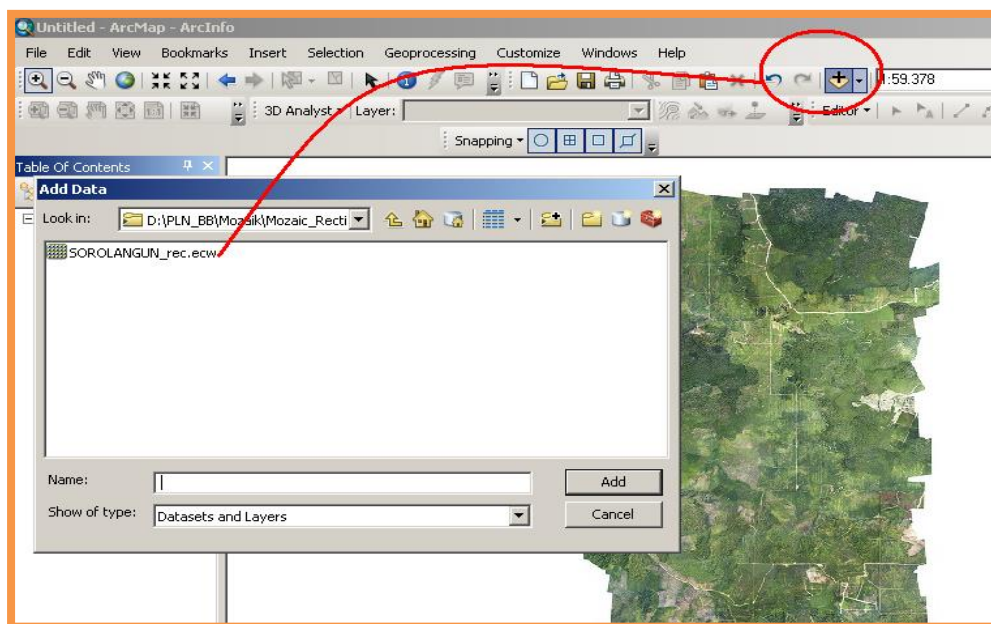 Untitled - ArcMap - ArcInfo
File Edit View Bookmarks Insert Selection Geoprocessing Customize Windows Help
1:59.378
3D Analyst Layer: Editor
Snapping
Table Of Contents
Add Data
Look in: D:\PLN_BB\Mozaik\Mozaic_Recti
SOROLANGUN_rec.ecw
Name: Add
Show of type: Datasets and Layers Cancel